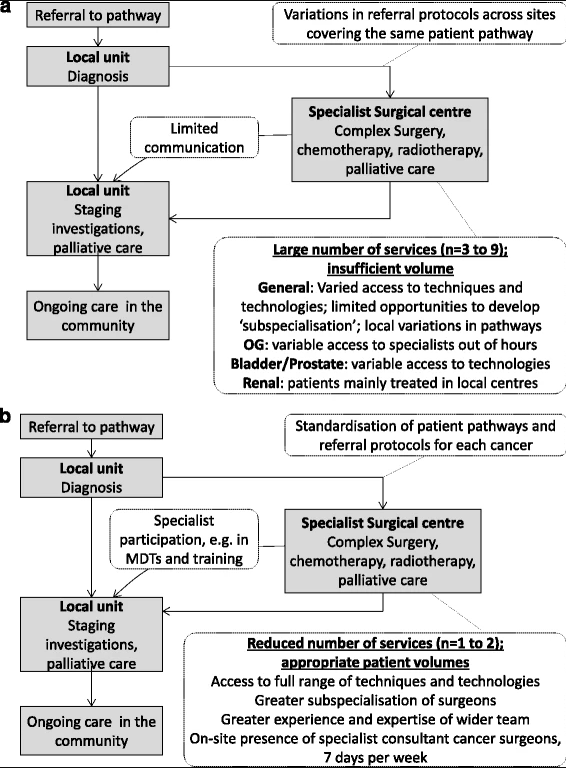 a
Referral to pathway
Variations in referral protocols across sites
covering the same patient pathway
Local unit
Diagnosis
Specialist Surgical centre
Complex Surgery,
chemotherapy, radiotherapy,
palliative care
Limited
communication
Local unit
Staging
investigations,
palliative care
Large number of services (n=3 to 9);
insufficient volume
General: Varied access to techniques and
technologies; limited opportunities to develop
‘subspecialisation’; local variations in pathways
OG: variable access to specialists out of hours
Bladder/Prostate: variable access to technologies
Renal: patients mainly treated in local centres
Ongoing care in the
community
b
Referral to pathway
Standardisation of patient pathways and
referral protocols for each cancer
Local unit
Diagnosis
Specialist
participation, e.g. in
MDTs and training
Specialist Surgical centre
Complex Surgery,
chemotherapy, radiotherapy,
palliative care
Local unit
Staging
investigations,
palliative care
Reduced number of services (n=1 to 2);
appropriate patient volumes
Access to full range of techniques and technologies
Greater subspecialisation of surgeons
Greater experience and expertise of wider team
On-site presence of specialist consultant cancer surgeons,
7 days per week
Ongoing care in the
community